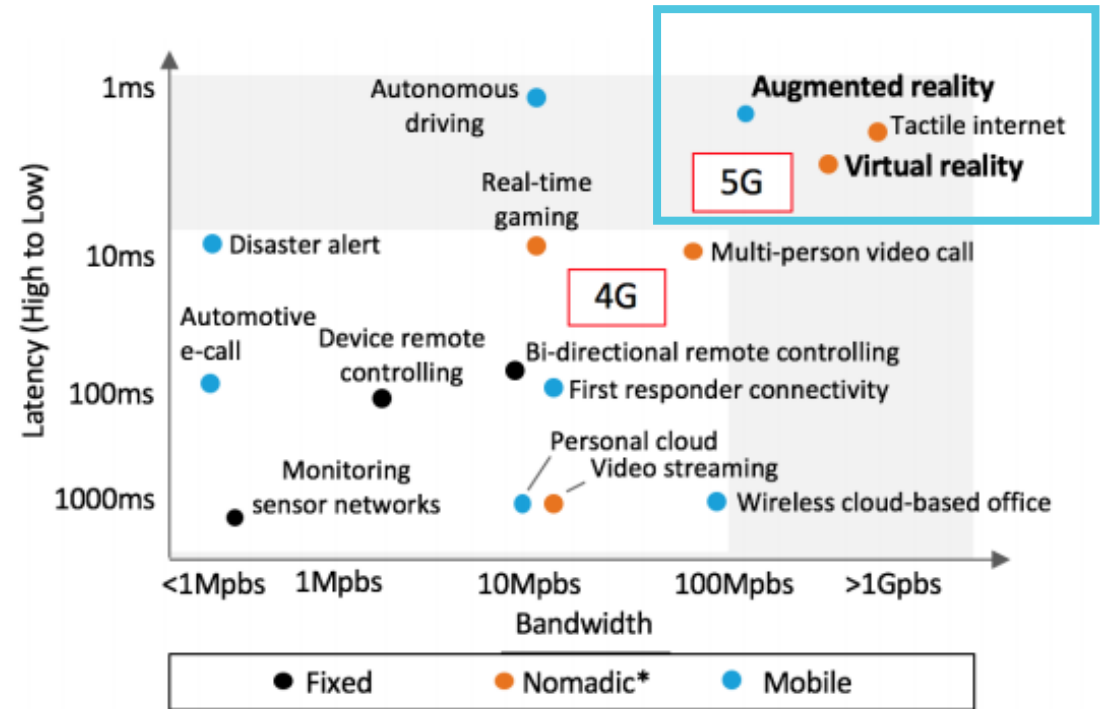 1ms
Autonomous
driving
Augmented reality
Tactile internet
Virtual reality
5G
Real-time
gaming
Latency (High to Low)
10ms
Disaster alert
Multi-person video call
4G
Automotive
e-call
Device remote
controlling
Bi-directional remote controlling
100ms
First responder connectivity
Personal cloud
Video streaming
Monitoring
sensor networks
1000ms
Wireless cloud-based office
<1Mpbs 1Mpbs 10Mpbs 100Mpbs >1Gpbs
Bandwidth
Fixed Nomadic* Mobile